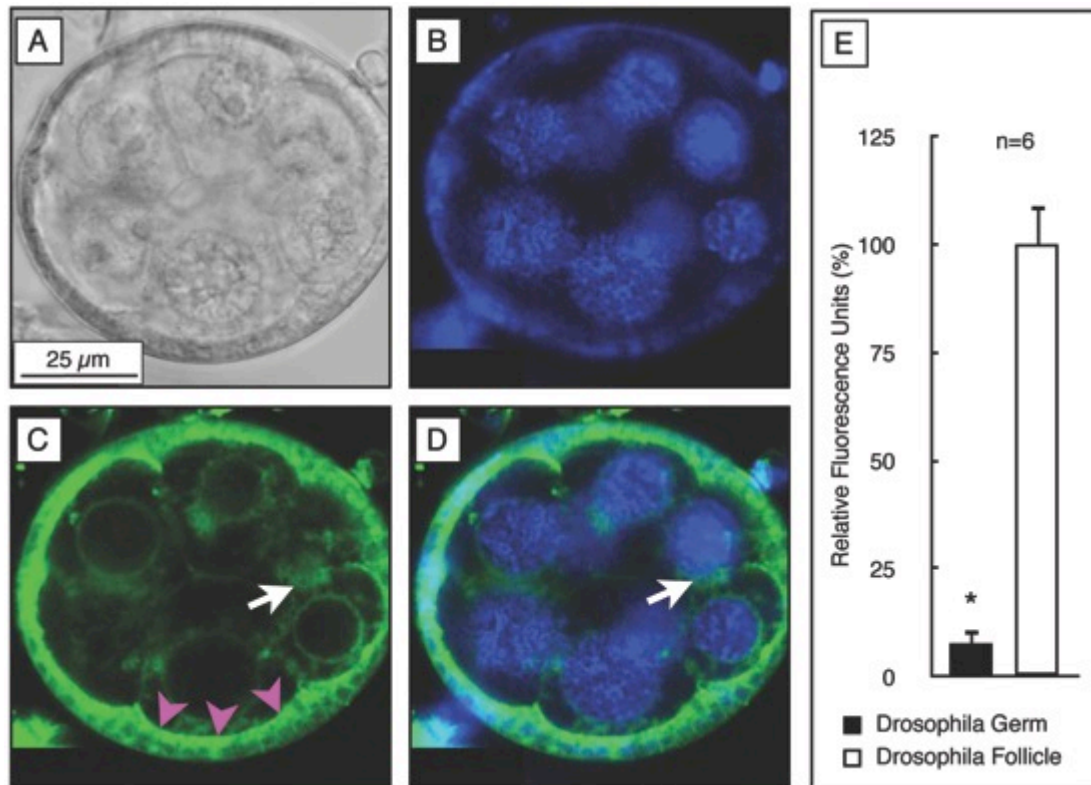 A
B
E
125
n=6
100
75
50
25
0
Relative Fluorescence Units (%)
*
25 µm
C
D
Drosophila Germ
Drosophila Follicle